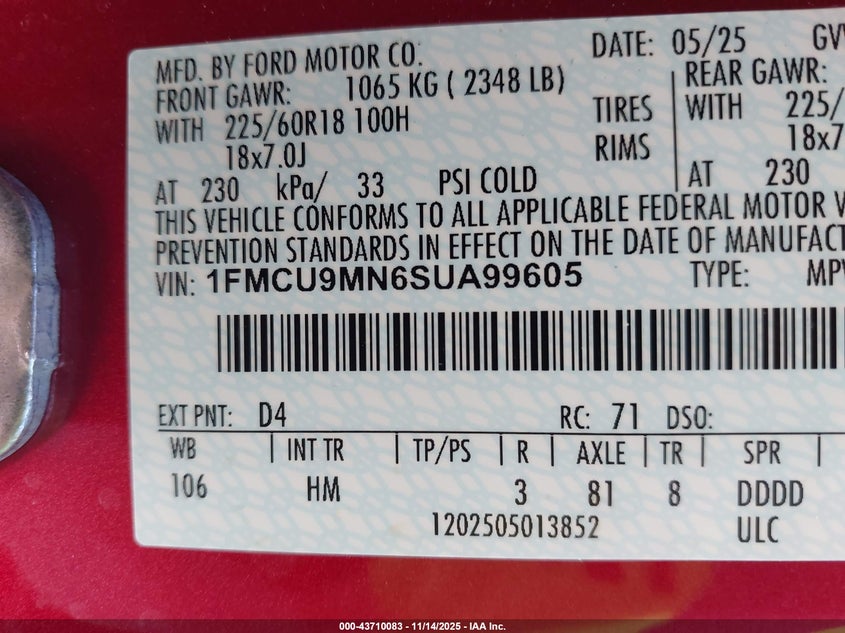 MFD. BY FORD MOTOR CO. DATE: 05/25
FRONT GAWR: 1065 KG ( 2348 LB) REAR GAWR:
WITH 225/60R18 100H TIRES WITH 225/
18x7.0J RIMS 18x7
AT 230 kPa/ 33 PSI COLD AT 230
THIS VEHICLE CONFORMS TO ALL APPLICABLE FEDERAL MOTOR
PREVENTION STANDARDS IN EFFECT ON THE DATE OF
VIN: 1FMCU9MN6SUA99605 TYPE: MPV
EXT PNT: D4 RC: 71 DSO:
WB INT TR TP/PS R AXLE TR SPR
106 HM 3 81 8 DDDD
1202505013852 ULC
000-43710083 - 11/14/2025 - IAA Inc.